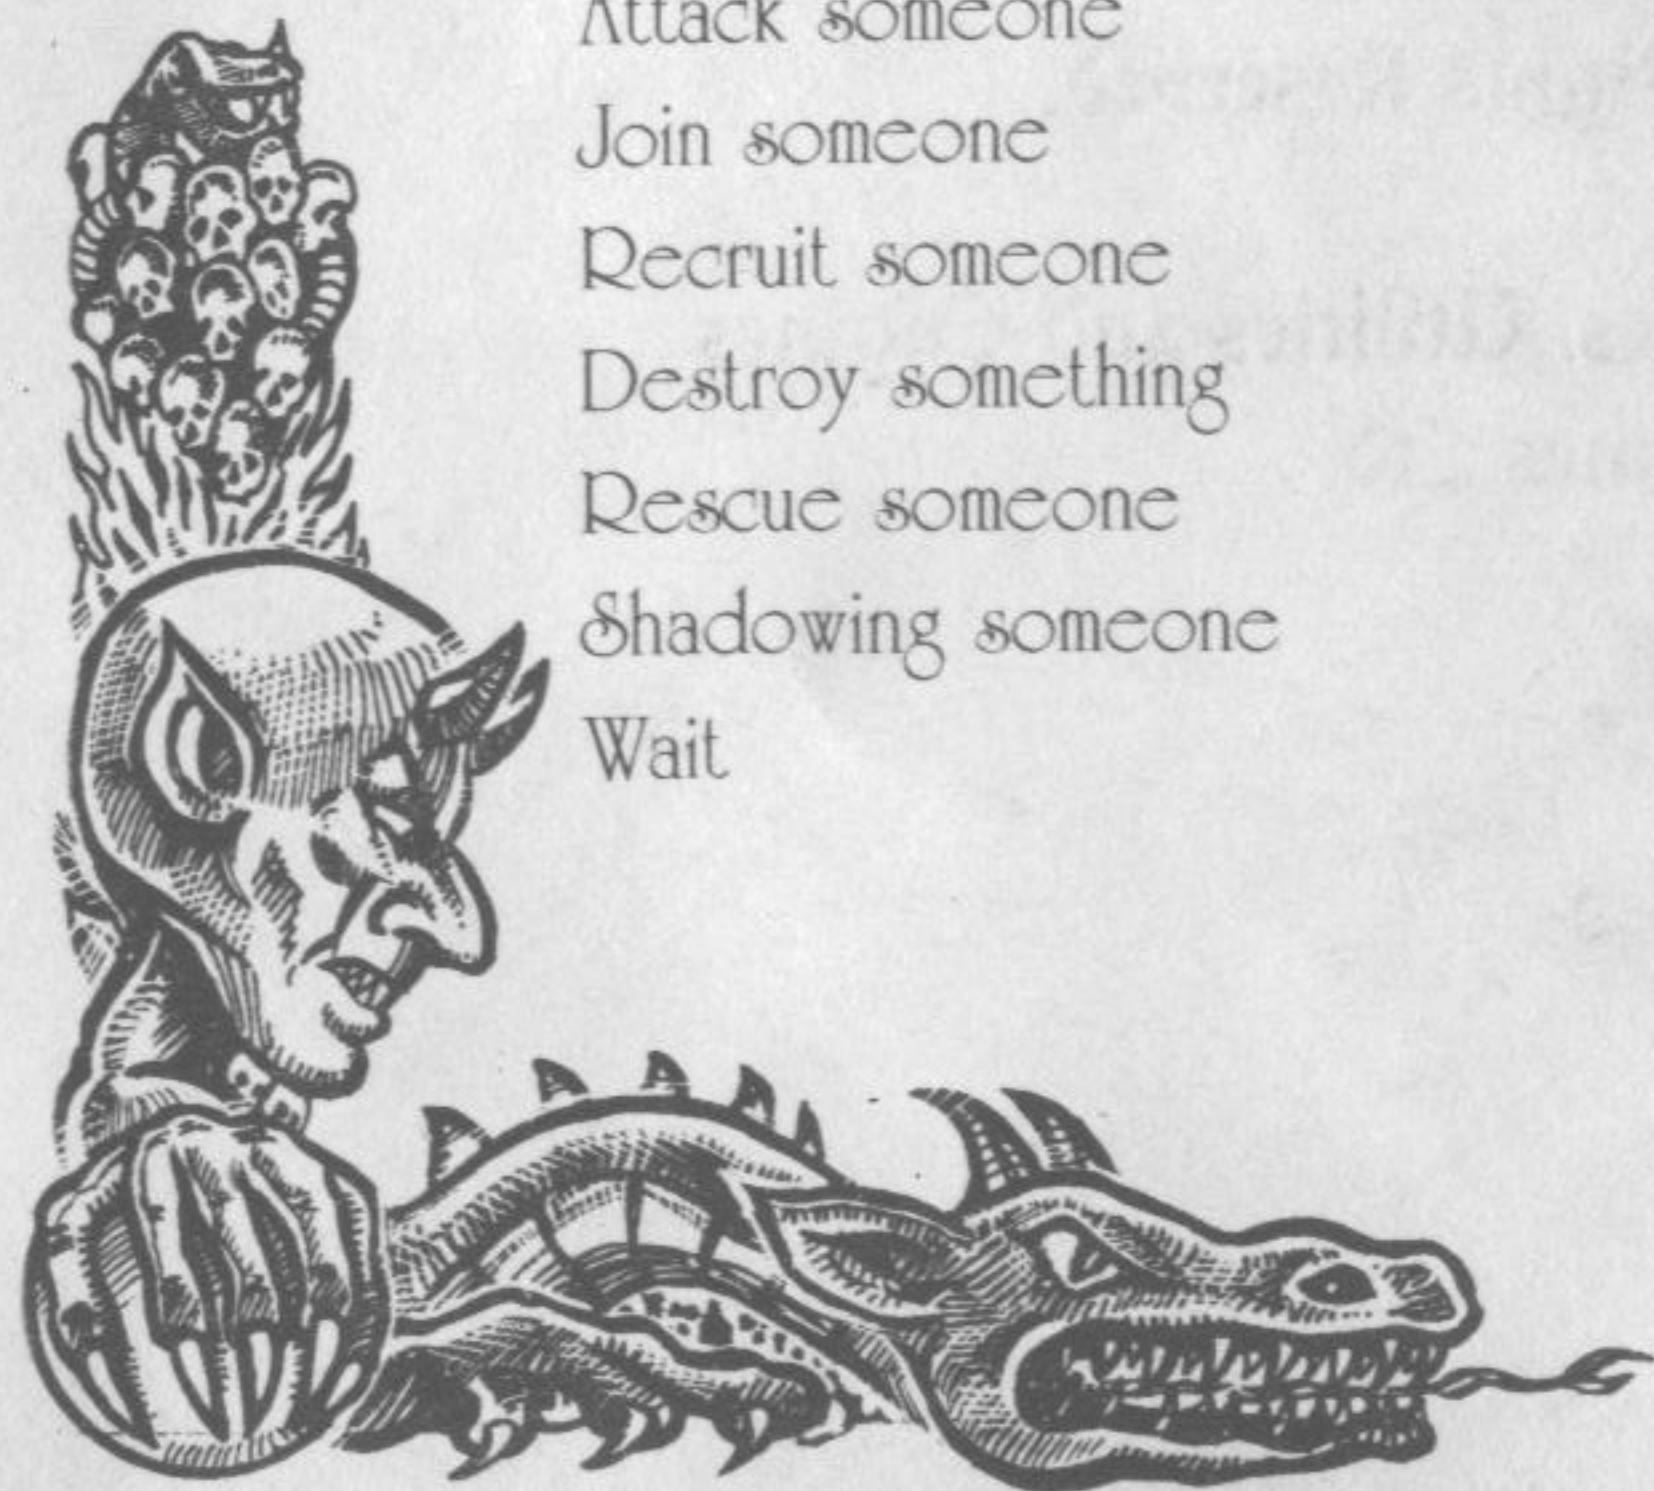 Attack someone
Join someone
Recruit someone
Destroy something
Rescue someone
Shadowing someone
Wait